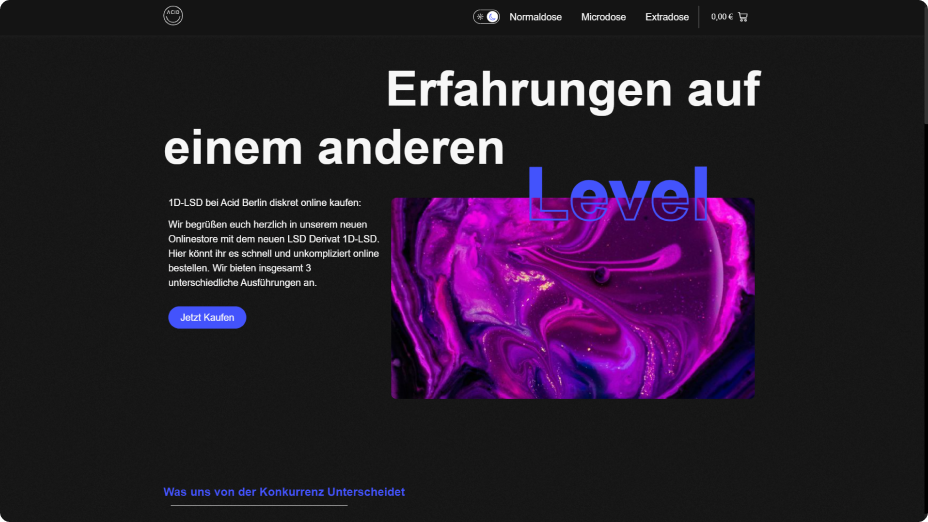 ACID
Normaldose
Microdose
Extradose
0,00 €
Erfahrungen auf
einem anderen
Level
1D-LSD bei Acid Berlin diskret online kaufen:
Wir begrüßen euch herzlich in unserem neuen
Onlinestore mit dem neuen LSD Derivat 1D-LSD.
Hier könnt ihr es schnell und unkompliziert online
bestellen. Wir bieten insgesamt 3
unterschiedliche Ausführungen an.
Jetzt Kaufen
Was uns von der Konkurrenz Unterscheidet